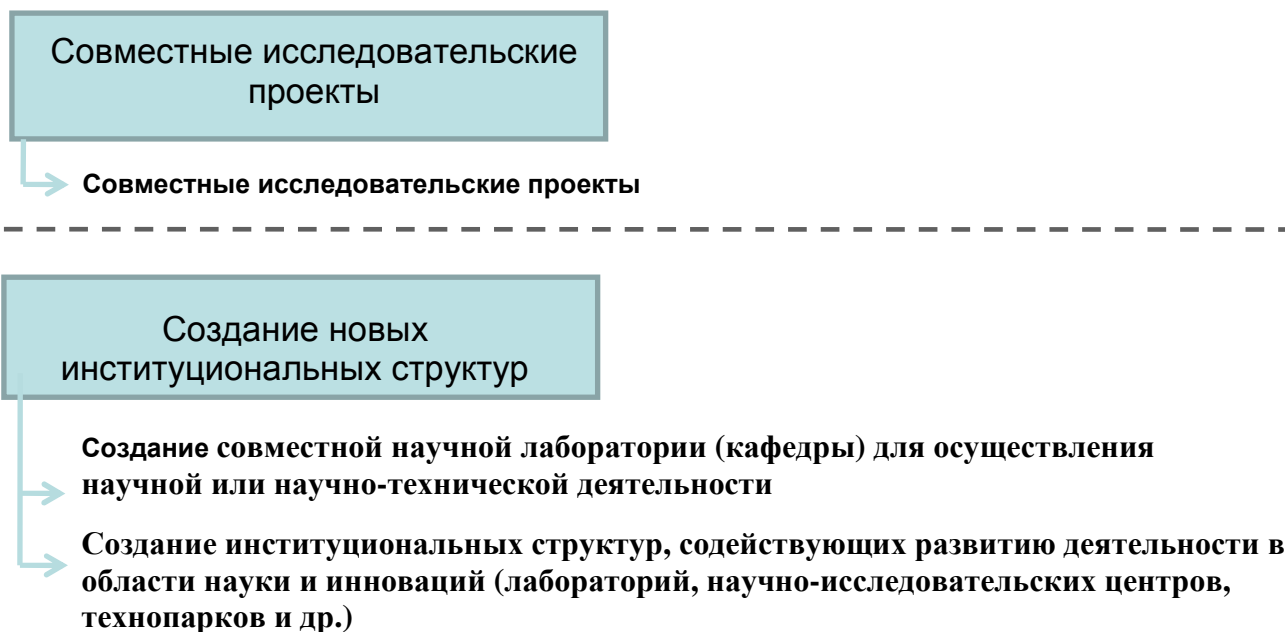 Совместные исследовательские
проекты
Совместные исследовательские проекты
Создание новых
институциональных структур
Создание совместной научной лаборатории (кафедры) для осуществления
научной или научно-технической деятельности
Создание институциональных структур, содействующих развитию деятельности в
области науки и инноваций (лабораторий, научно-исследовательских центров,
технопарков и др.)